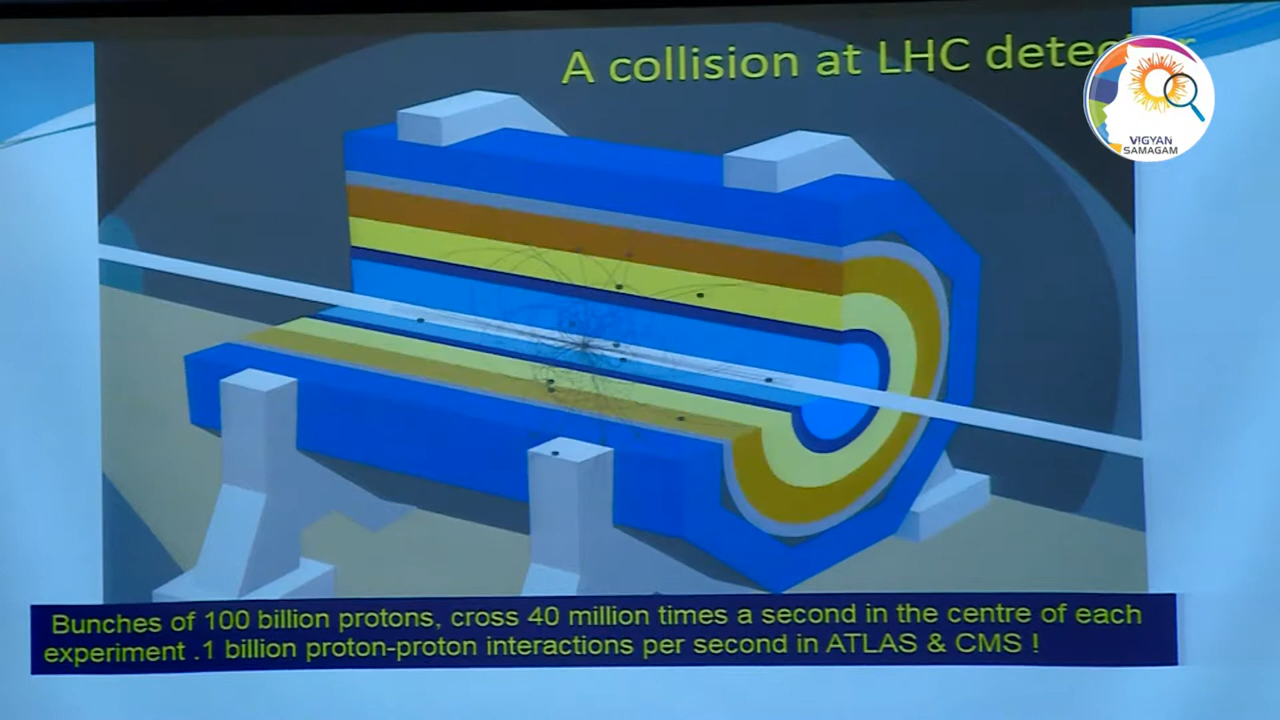 A collision at LHC
VIGYAN
SAMAGAM
Bunches of 100 billion protons, cross 40 million times a second in the centre of each
experiment .1 billion proton-proton interactions per second in ATLAS & CMS !